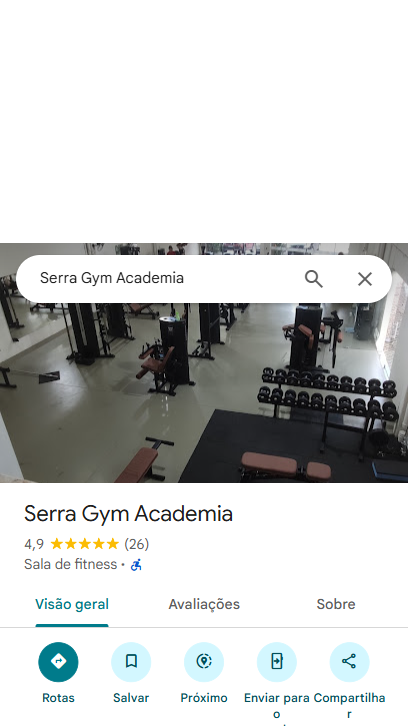 Serra Gym Academia
Serra Gym Academia
4,9 ★★★★★ (26)
Sala de fitness ·
Visão geral Avaliações Sobre
Rotas Salvar Próximo Enviar para Compartilha
o r